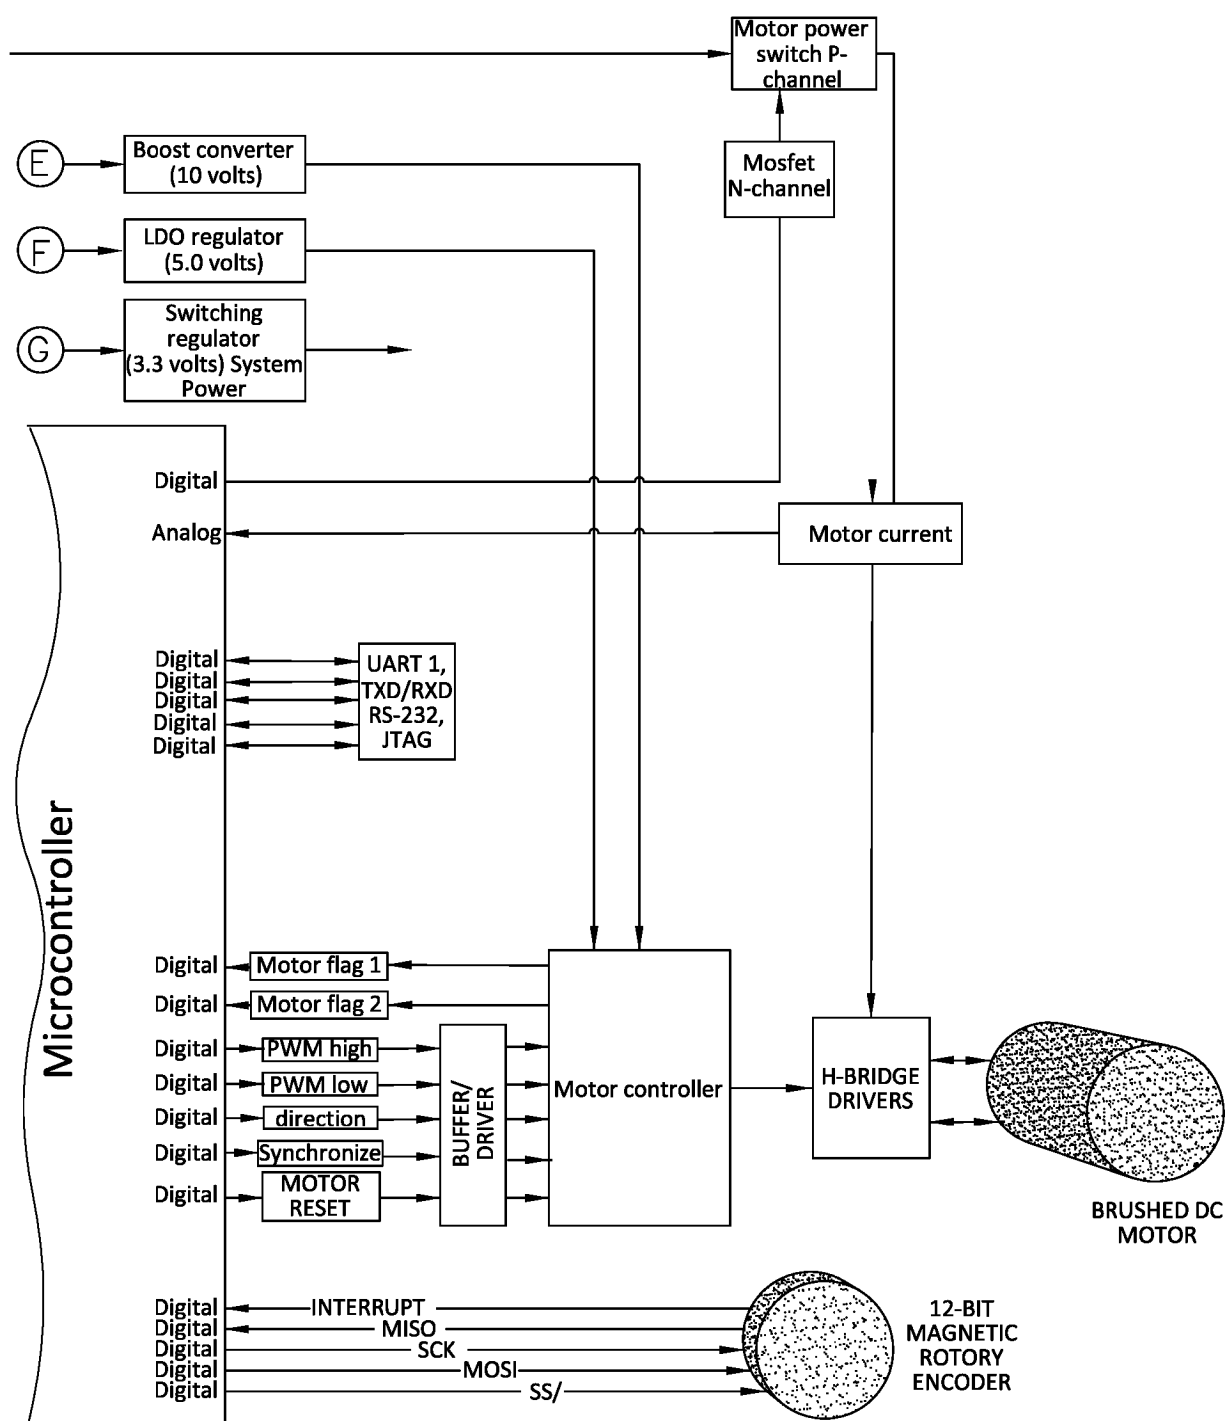 Motor power
switch P-
channel
E
Boost converter
(10 volts)
Mosfet
N-channel
F
LDO regulator
(5.0 volts)
G
Switching
regulator
(3.3 volts) System
Power
Digital
Analog
Motor current
Digital
Digital
Digital
Digital
Digital
UART 1,
TXD/RXD
RS-232,
JTAG
Microcontroller
Digital
Motor flag 1
Digital
Motor flag 2
Digital
PWM high
Digital
PWM low
Digital
direction
Digital
Synchronize
Digital
MOTOR
RESET
BUFFER/
DRIVER
Motor controller
H-BRIDGE
DRIVERS
BRUSHED DC
MOTOR
Digital
INTERRUPT
Digital
MISO
Digital
SCK
Digital
MOSI
Digital
SS/
12-BIT
MAGNETIC
ROTORY
ENCODER